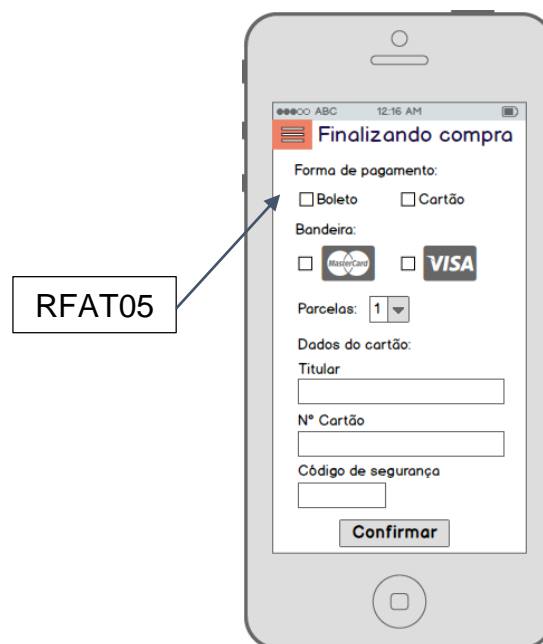 ABC 12:16 AM
Finalizando compra
Forma de pagamento:
Boleto Cartão
Bandeira:
MasterCard VISA
RFAT05
Parcelas: 1
Dados do cartão:
Titular
Nº Cartão
Código de segurança
Confirmar